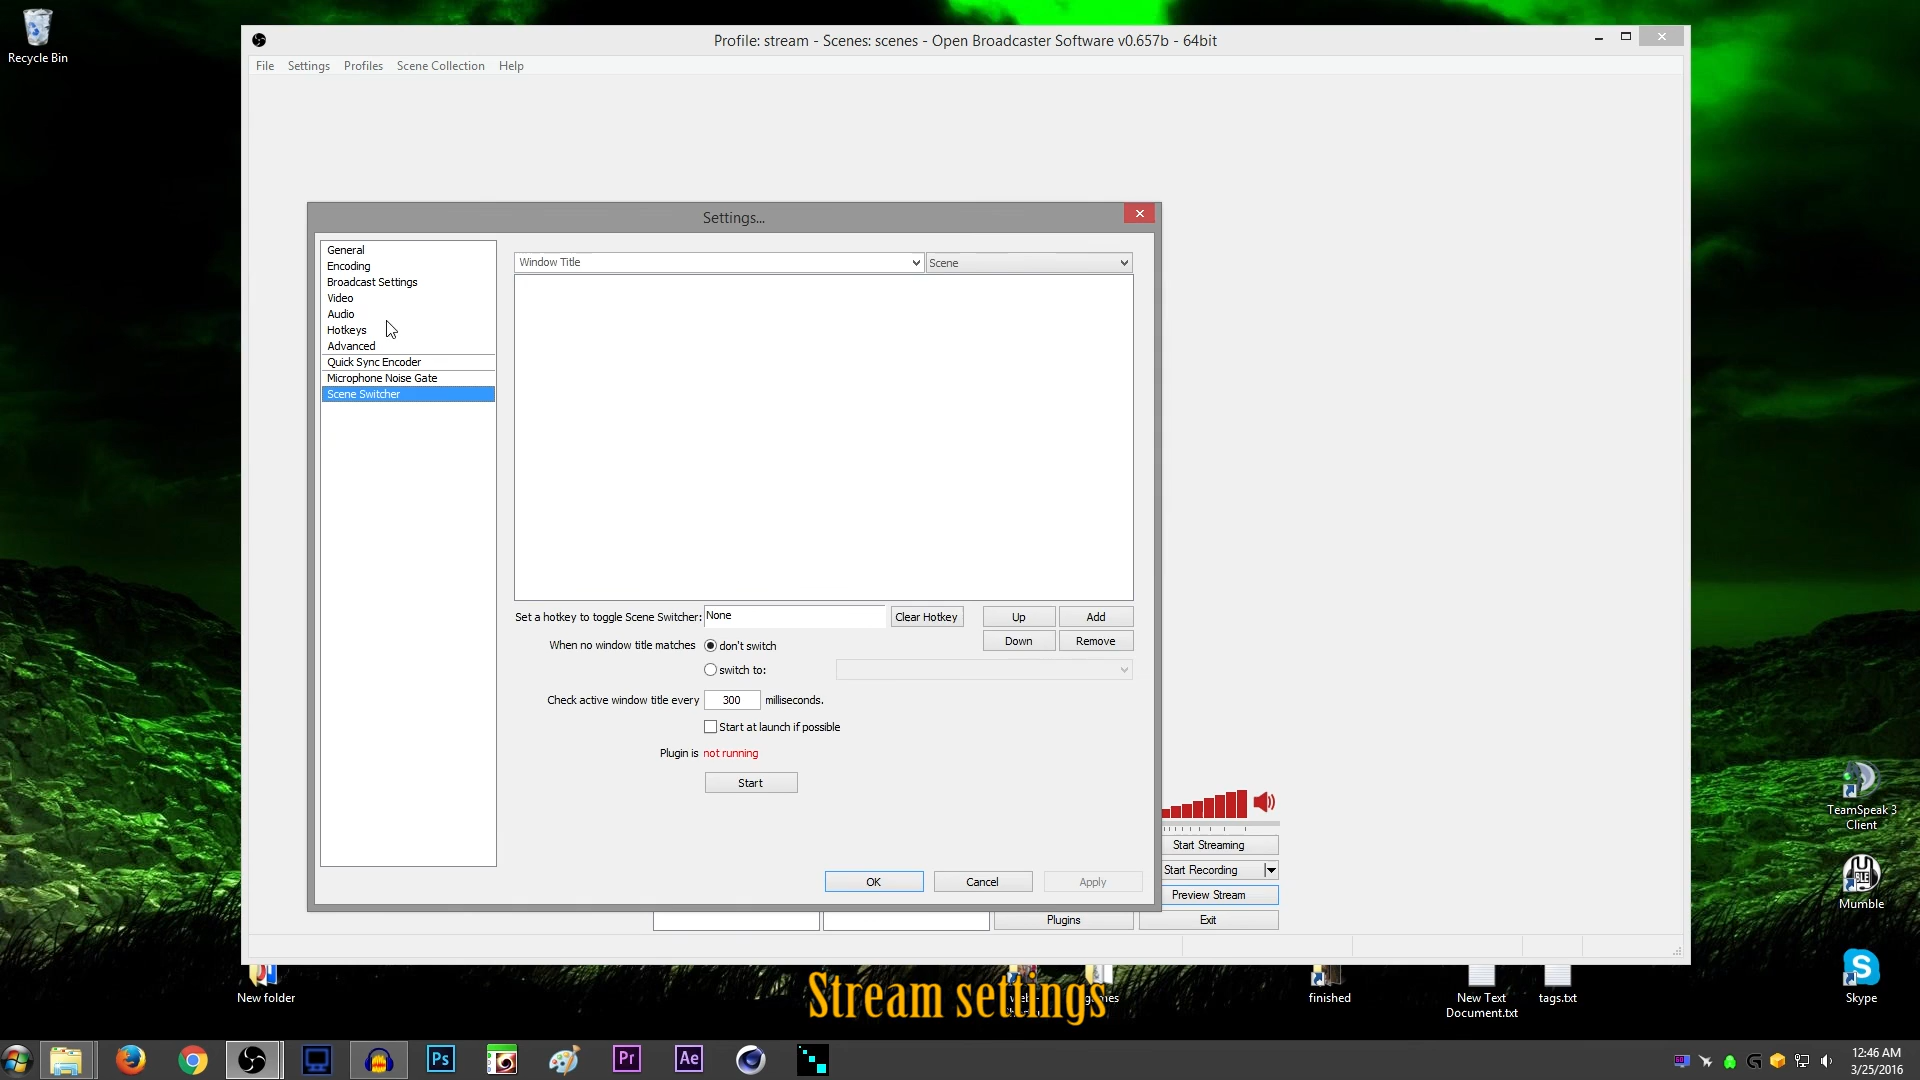 Recycle Bin
Profile: stream - Scenes: scenes - Open Broadcaster Software v0.657b - 64bit
File Settings Profiles Scene Collection Help
Settings...
General
Encoding
Broadcast Settings
Video
Audio
Hotkeys
Advanced
Quick Sync Encoder
Microphone Noise Gate
Scene Switcher
Window Title Scene
Set a hotkey to toggle Scene Switcher: None Clear Hotkey Up Add
When no window title matches don't switch Down Remove
switch to:
Check active window title every 300 milliseconds.
Start at launch if possible
Plugin is not running
Start
OK Cancel Apply
Start Streaming
Start Recording
Preview Stream
Plugins Exit
TeamSpeak 3
Client
Mumble
Skype
New folder
finished
New Text
Document.txt
tags.txt
Stream settings
Ps Pr Ae
12:46 AM
3/25/2016